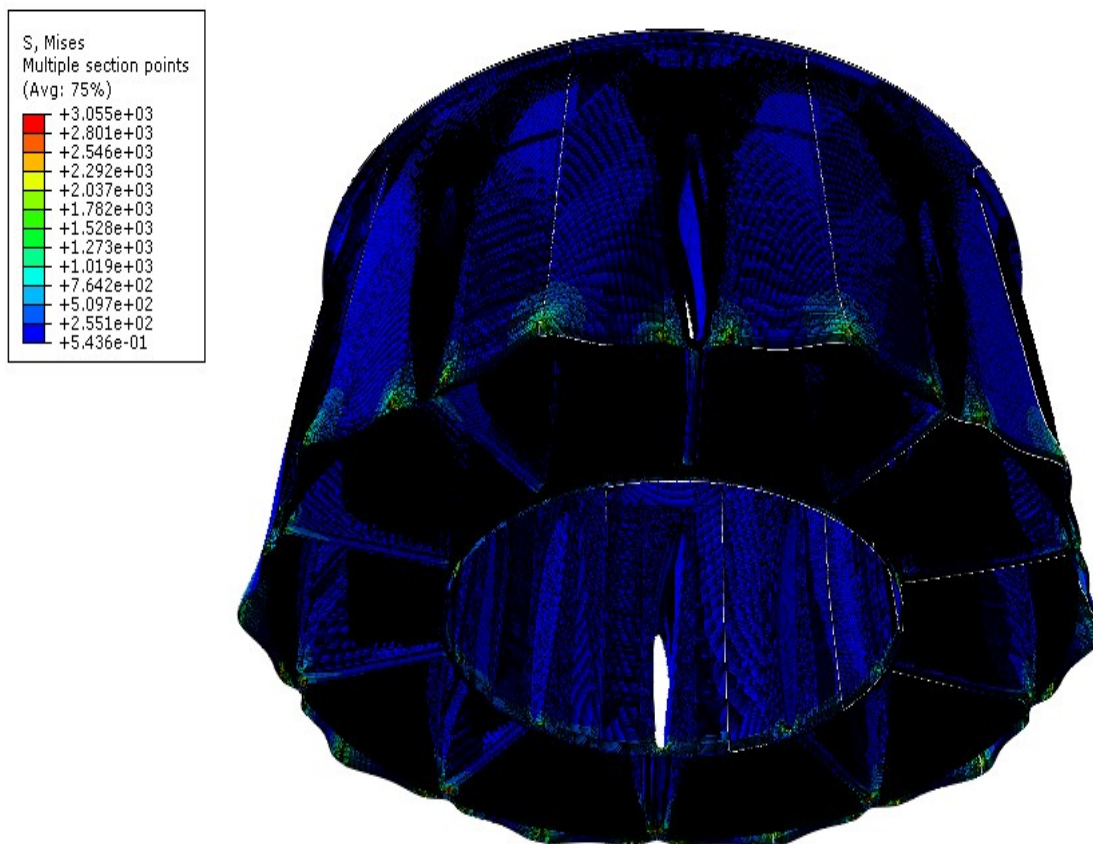 S, Mises
Multiple section points
(Avg: 75%)
+3.055e+03
+2.801e+03
+2.546e+03
+2.292e+03
+2.037e+03
+1.782e+03
+1.528e+03
+1.273e+03
+1.019e+03
+7.642e+02
+5.097e+02
+2.551e+02
+5.436e-01